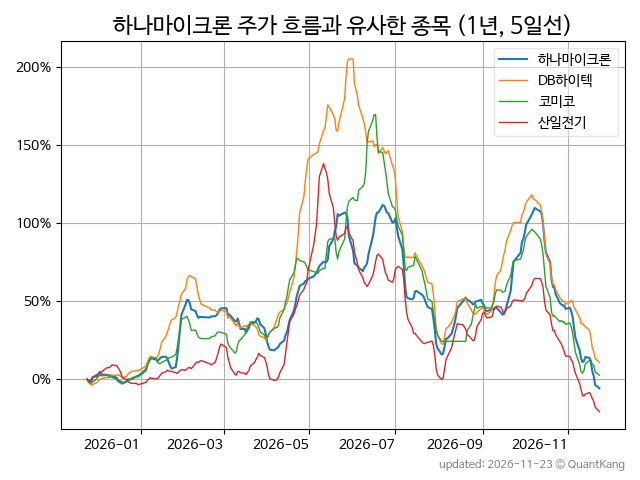 하나마이크론 주가 흐름과 유사한 종목 (1년, 5일선)
하나마이크론
DB하이텍
코미코
산일전기
200%
150%
100%
50%
0%
2026-01 2026-03 2026-05 2026-07 2026-09 2026-11
updated: 2026-11-23 © QuantKang